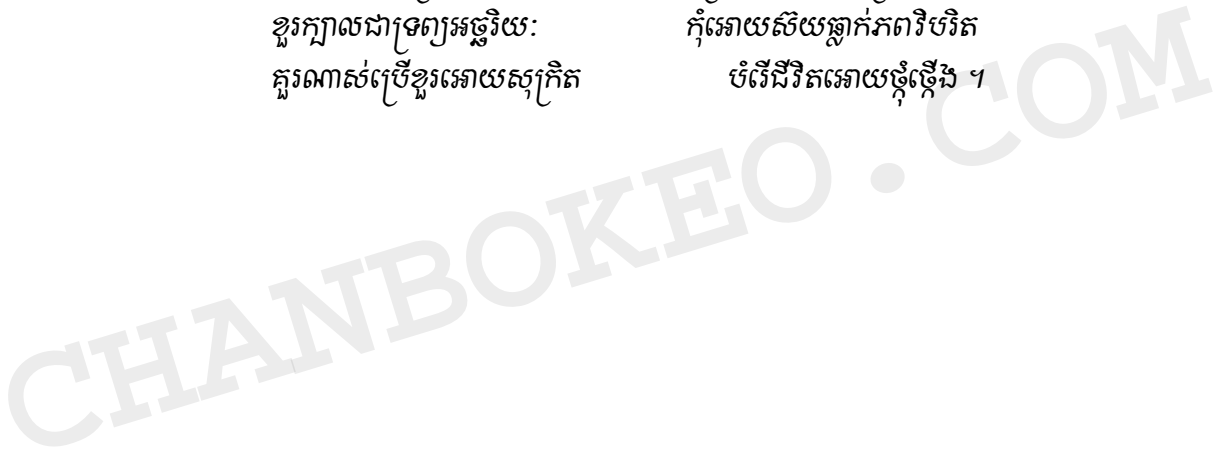 ខួរក្បាលជាទ្រព្យអច្ឆរិយៈ កុំអោយស៊យធ្លាក់ភពវិបរិត
គួរណាស់ប្រើខួរអោយសុក្រិត បំរើជីវិតអោយថ្កុំថ្កើង ។
CHANBOKEO.COM